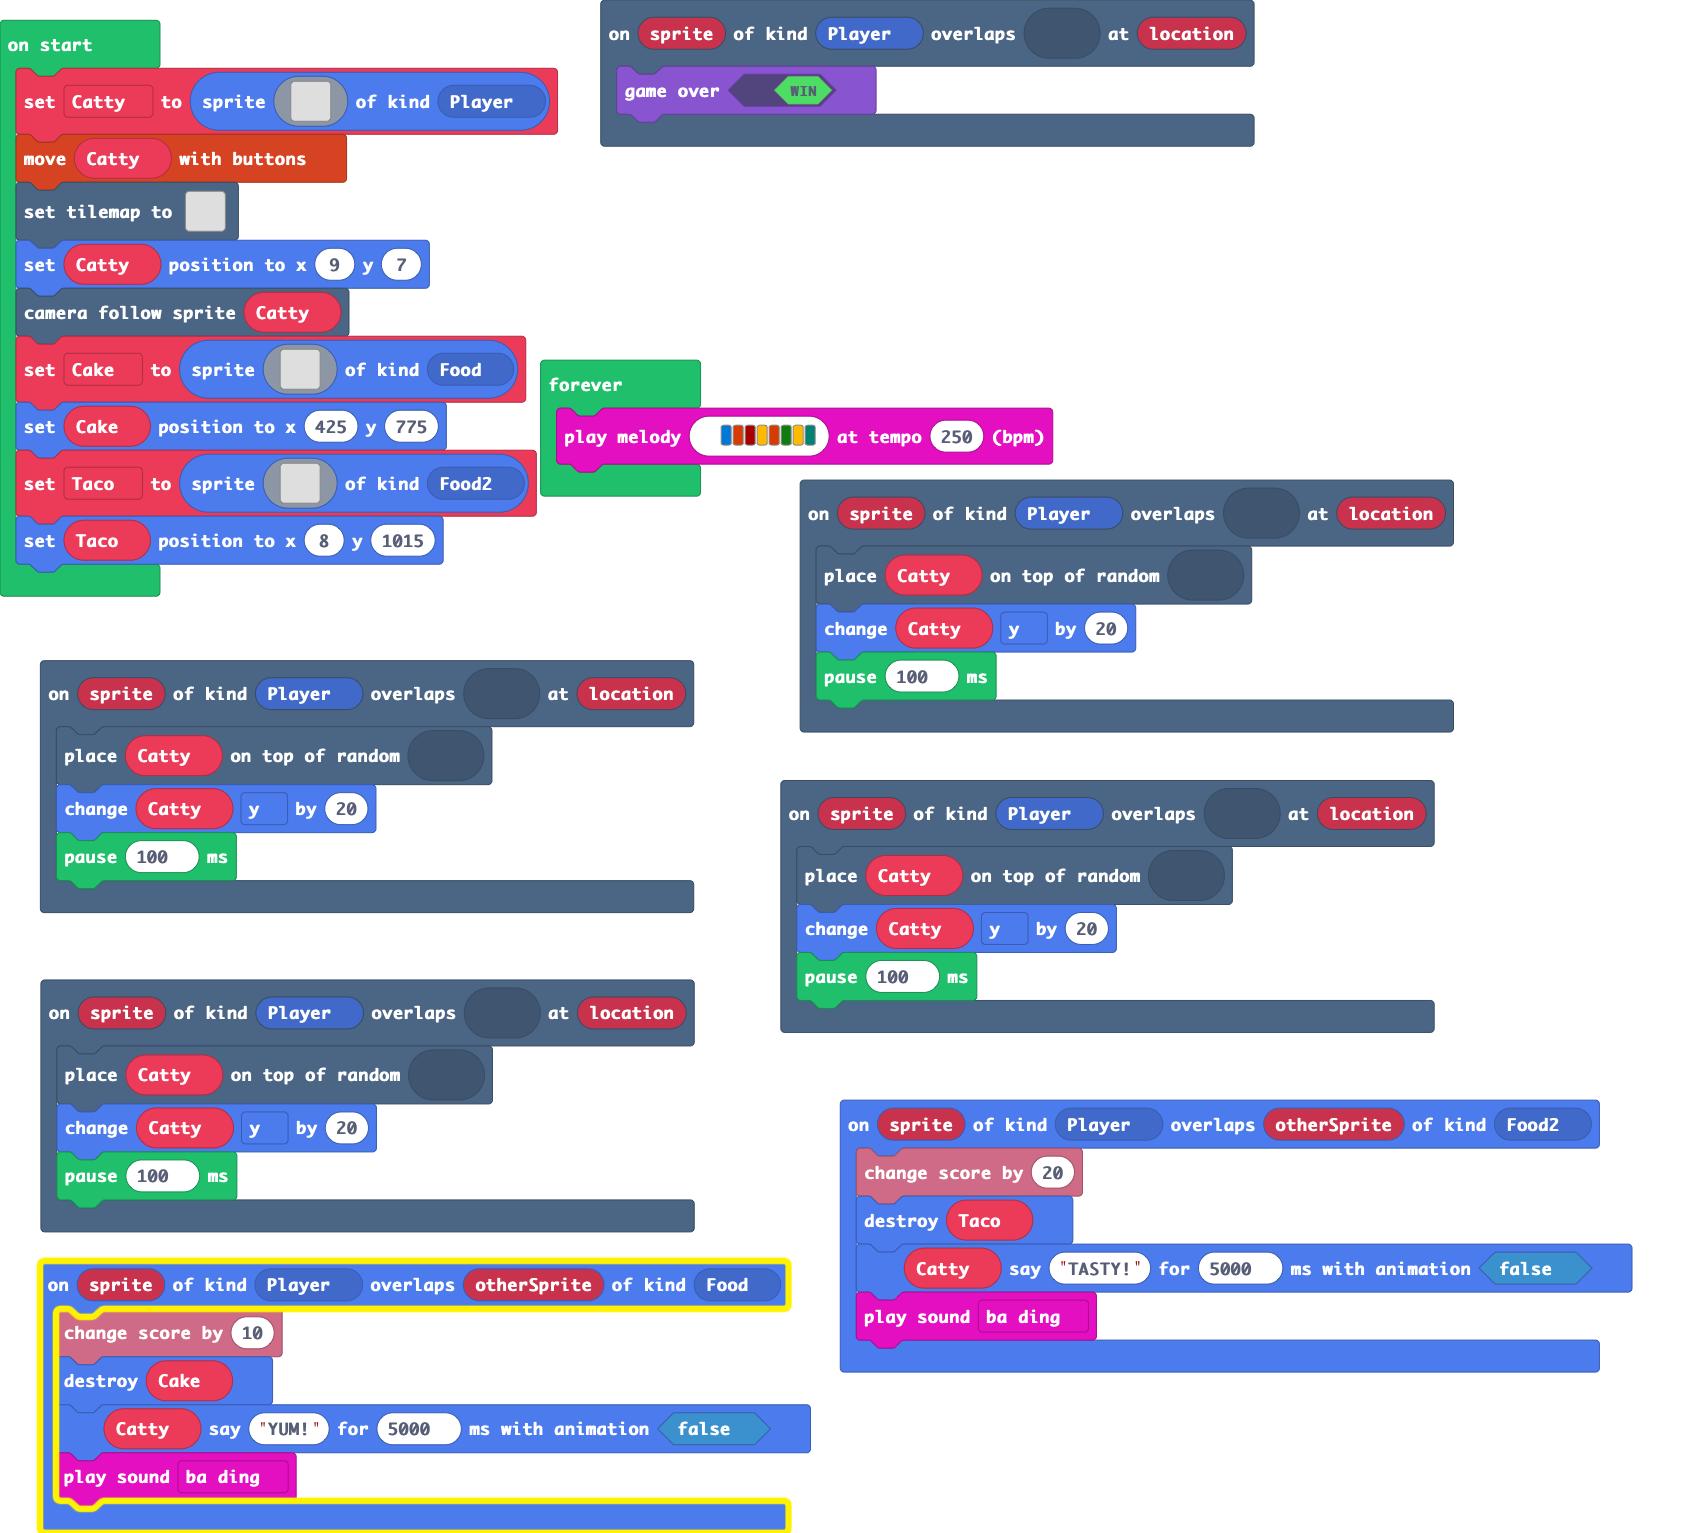 on start
set Catty to sprite of kind Player
move Catty with buttons
set tilemap to
set Catty position to x 9 y 7
camera follow sprite Catty
set Cake to sprite of kind Food
set Cake position to x 425 y 775
set Taco to sprite of kind Food2
set Taco position to x 8 y 1015
on sprite of kind Player overlaps at location
game over WIN
forever
play melody at tempo 250 (bpm)
on sprite of kind Player overlaps at location
place Catty on top of random
change Catty y by 20
pause 100 ms
on sprite of kind Player overlaps at location
place Catty on top of random
change Catty y by 20
pause 100 ms
on sprite of kind Player overlaps at location
place Catty on top of random
change Catty y by 20
pause 100 ms
on sprite of kind Player overlaps at location
place Catty on top of random
change Catty y by 20
pause 100 ms
on sprite of kind Player overlaps otherSprite of kind Food2
change score by 20
destroy Taco
Catty say "TASTY!" for 5000 ms with animation false
play sound ba ding
on sprite of kind Player overlaps otherSprite of kind Food
change score by 10
destroy Cake
Catty say "YUM!" for 5000 ms with animation false
play sound ba ding